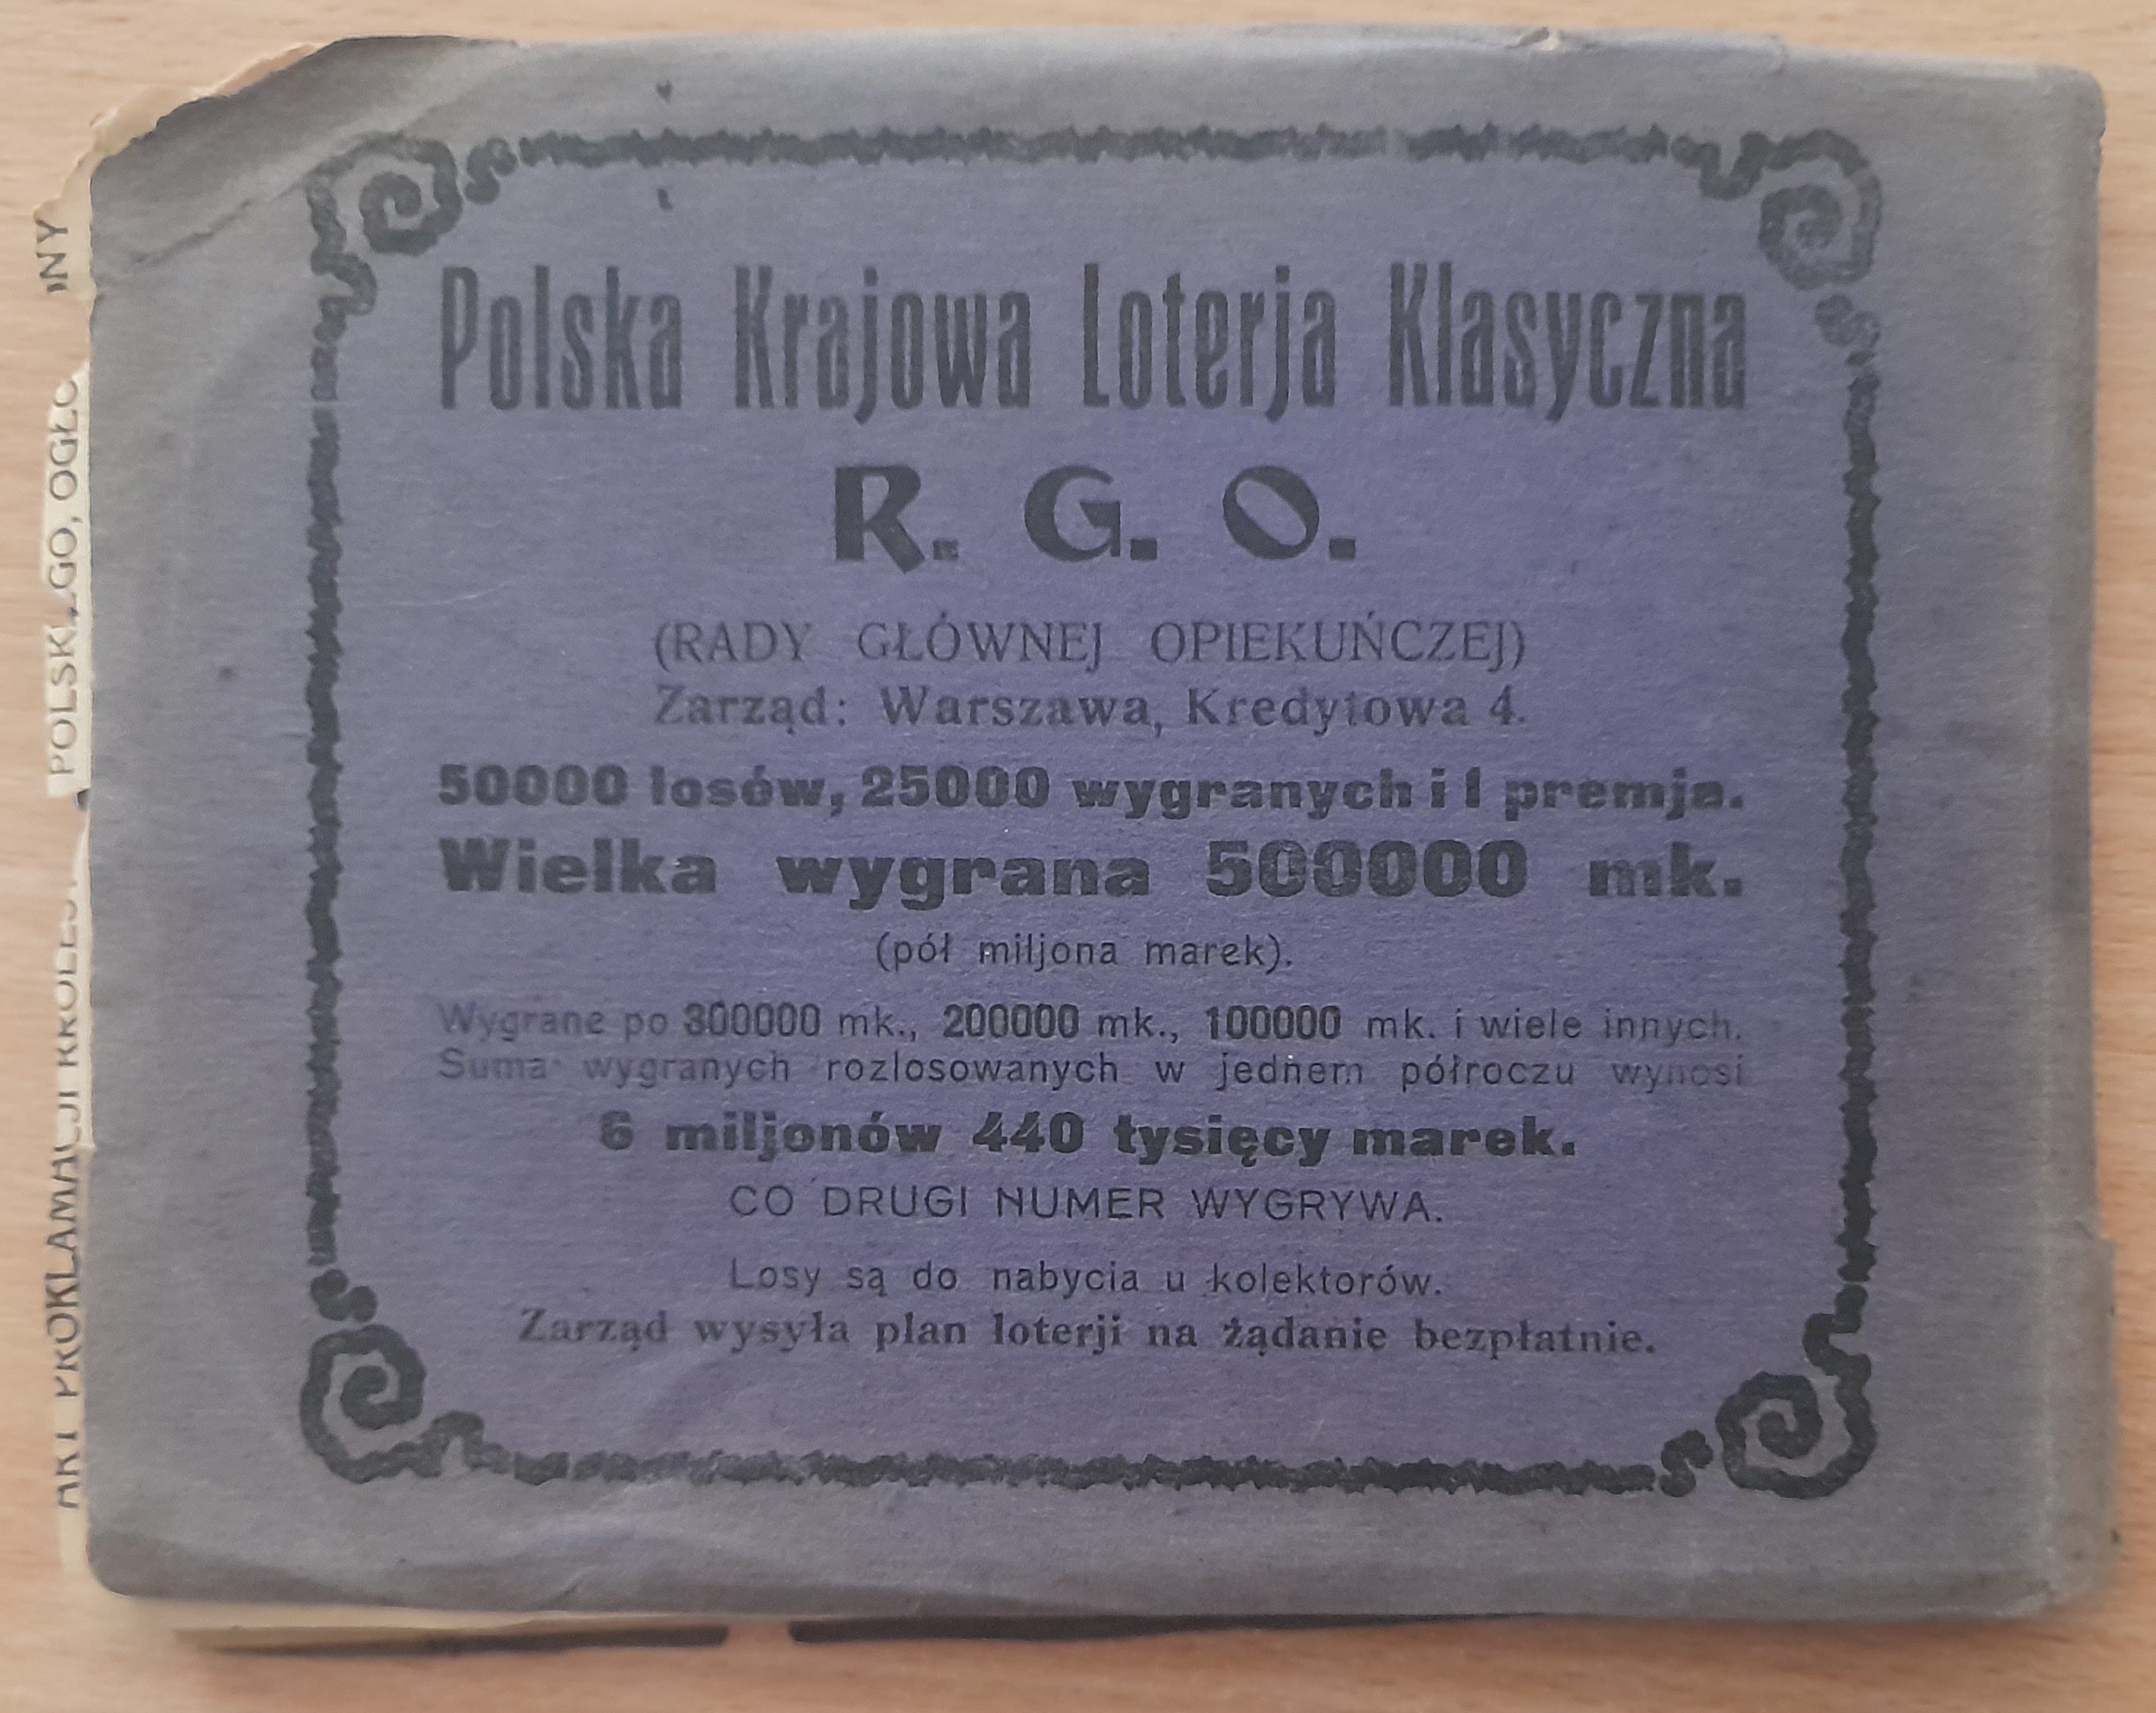 Polska Krajowa Loterja Klasyczna
R. G. O.
(RADY GŁÓWNEJ OPIEKUŃCZEJ)
Zarząd: Warszawa, Kredytowa 4.
50000 losów, 25000 wygranych i 1 premja.
Wielka wygrana 500000 mk.
(pół miljona marek).
Wygrane po 300000 mk., 200000 mk., 100000 mk. i wiele innych.
Suma wygranych rozlosowanych w jednem półroczu wynosi
6 miljonów 440 tysięcy marek.
CO DRUGI NUMER WYGRYWA.
Losy są do nabycia u kolektorów.
Zarząd wysyła plan loterji na żądanie bezpłatnie.